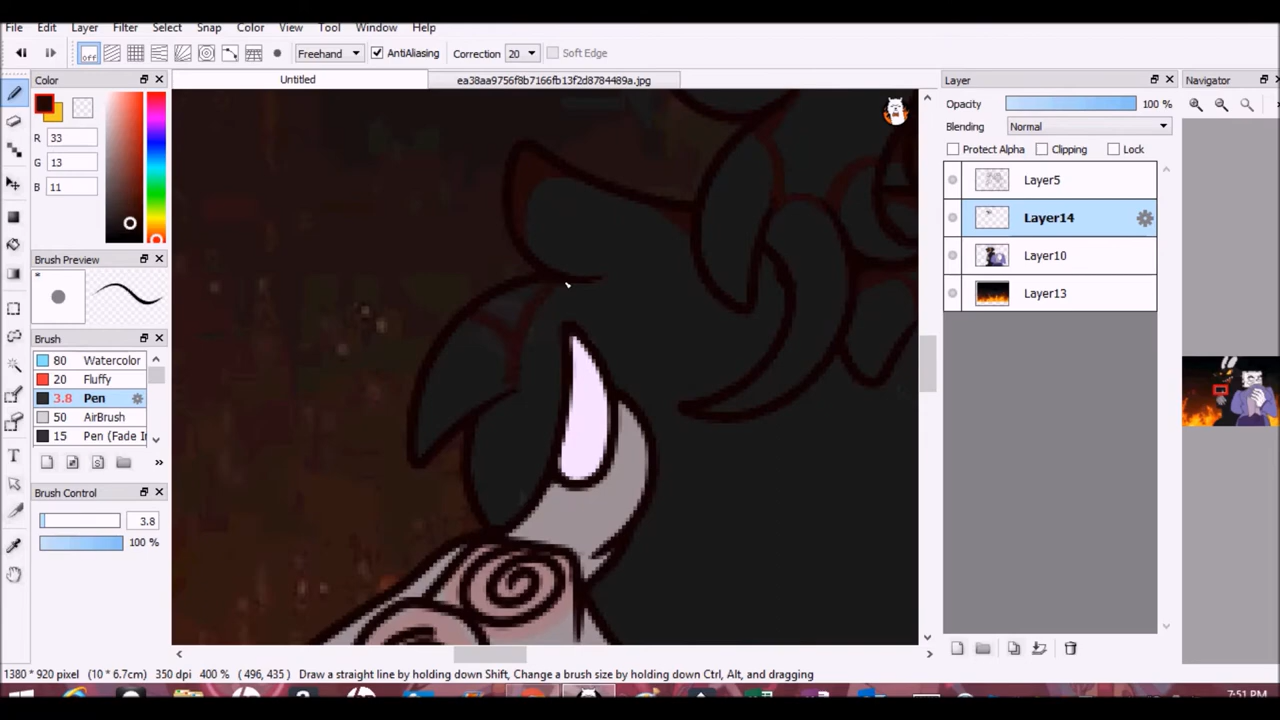 File Edit Layer Filter Select Snap Color View Tool Window Help
off Freehand AntiAliasing Correction 20 Soft Edge
Color Untitled ea38aa9756f8b7166fb13f2d8784489a.jpg Layer Navigator
Opacity 100 %
Blending Normal
R 33
Protect Alpha Clipping Lock
G 13
B 11
Layer5
Layer14
Brush Preview Layer10
Layer13
Brush
80 Watercolor
20 Fluffy
3.8 Pen
50 AirBrush
15 Pen (Fade In
Brush Control
3.8
100 %
1380 * 920 pixel (10 * 6.7cm) 350 dpi 400 % ( 496, 435 ) Draw a straight line by holding down Shift, Change a brush size by holding down Ctrl, Alt, and dragging
7:51 PM